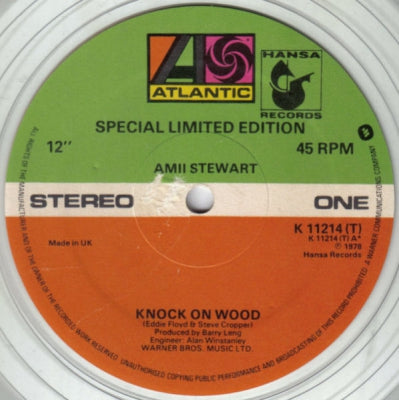 A
ATLANTIC
HANSA
RECORDS
SPECIAL LIMITED EDITION
12"
45 RPM
AMII STEWART
STEREO
ONE
K 11214 (T)
K 11214 (T) A*
Made in UK
℗ 1978
Hansa Records
KNOCK ON WOOD
(Eddie Floyd & Steve Cropper)
Produced by Barry Leng
Engineer: Alan Winstanley
WARNER BROS. MUSIC LTD.
ALL RIGHTS OF THE MANUFACTURER AND OF THE OWNER OF THE RECORDED WORK RESERVED UNAUTHORISED COPYING PUBLIC PERFORMANCE AND BROADCASTING OF THIS RECORD PROHIBITED A WARNER COMMUNICATIONS COMPANY